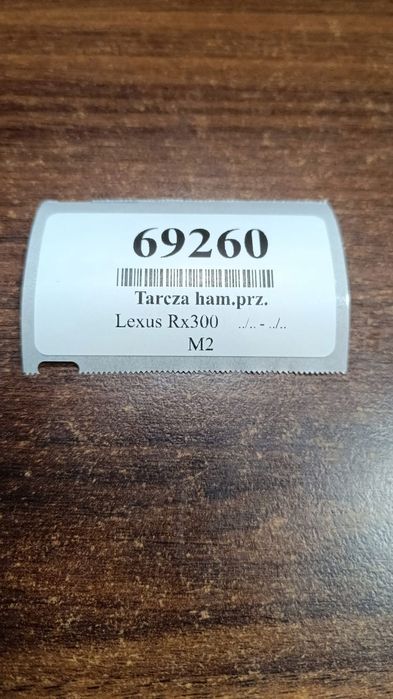 69260
Tarcza ham.prz.
Lexus Rx300 ../.. - ../..
M2